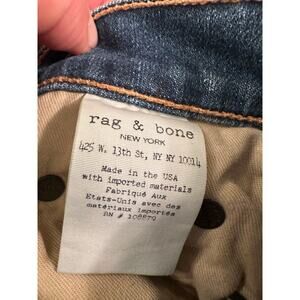 rag & bone
NEW YORK
425 W. 13th St, NY NY 10014
Made in the USA
with imported materials
Fabriqué Aux
Etats-Unis avec des
matériaux importés
RN # 108879